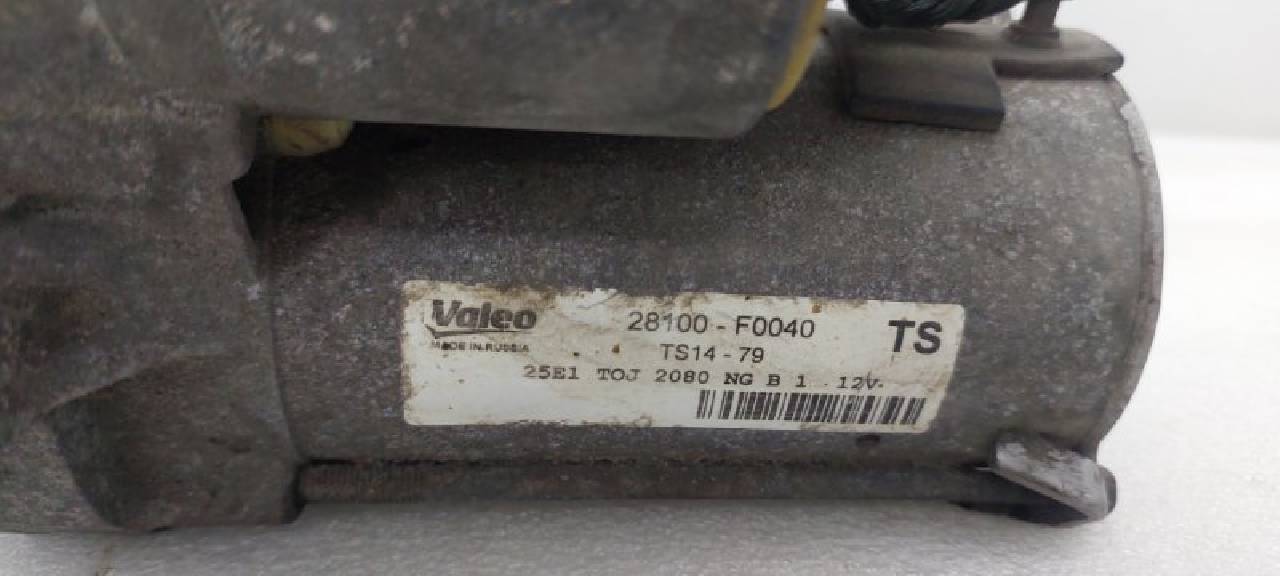 Valeo 28100 - F0040 TS
MADE IN RUSSIA TS14 - 79
25E1 TOJ 2080 NG B 1 12V